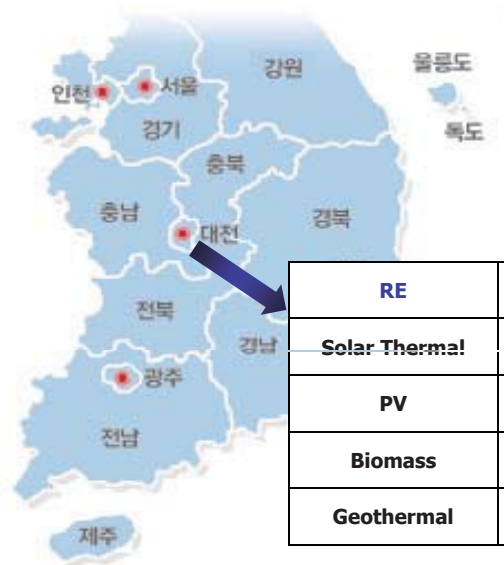 강원
울릉도
인천
서울
경기
독도
충북
충남
대전
경북
RE
전북
경남
Solar Thermal
광주
PV
전남
Biomass
Geothermal
제주